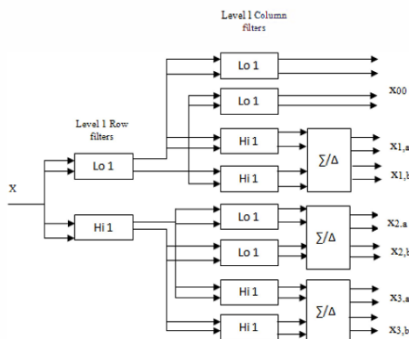 Level 1 Column
filters
Lo 1
Lo 1
X00
Level 1 Row
filters
Hi 1
Σ/Δ
X1,a
Lo 1
Hi 1
X1,b
X
Lo 1
Σ/Δ
X2,a
Hi 1
Lo 1
X2,b
Hi 1
Σ/Δ
X3,a
Hi 1
X3,b